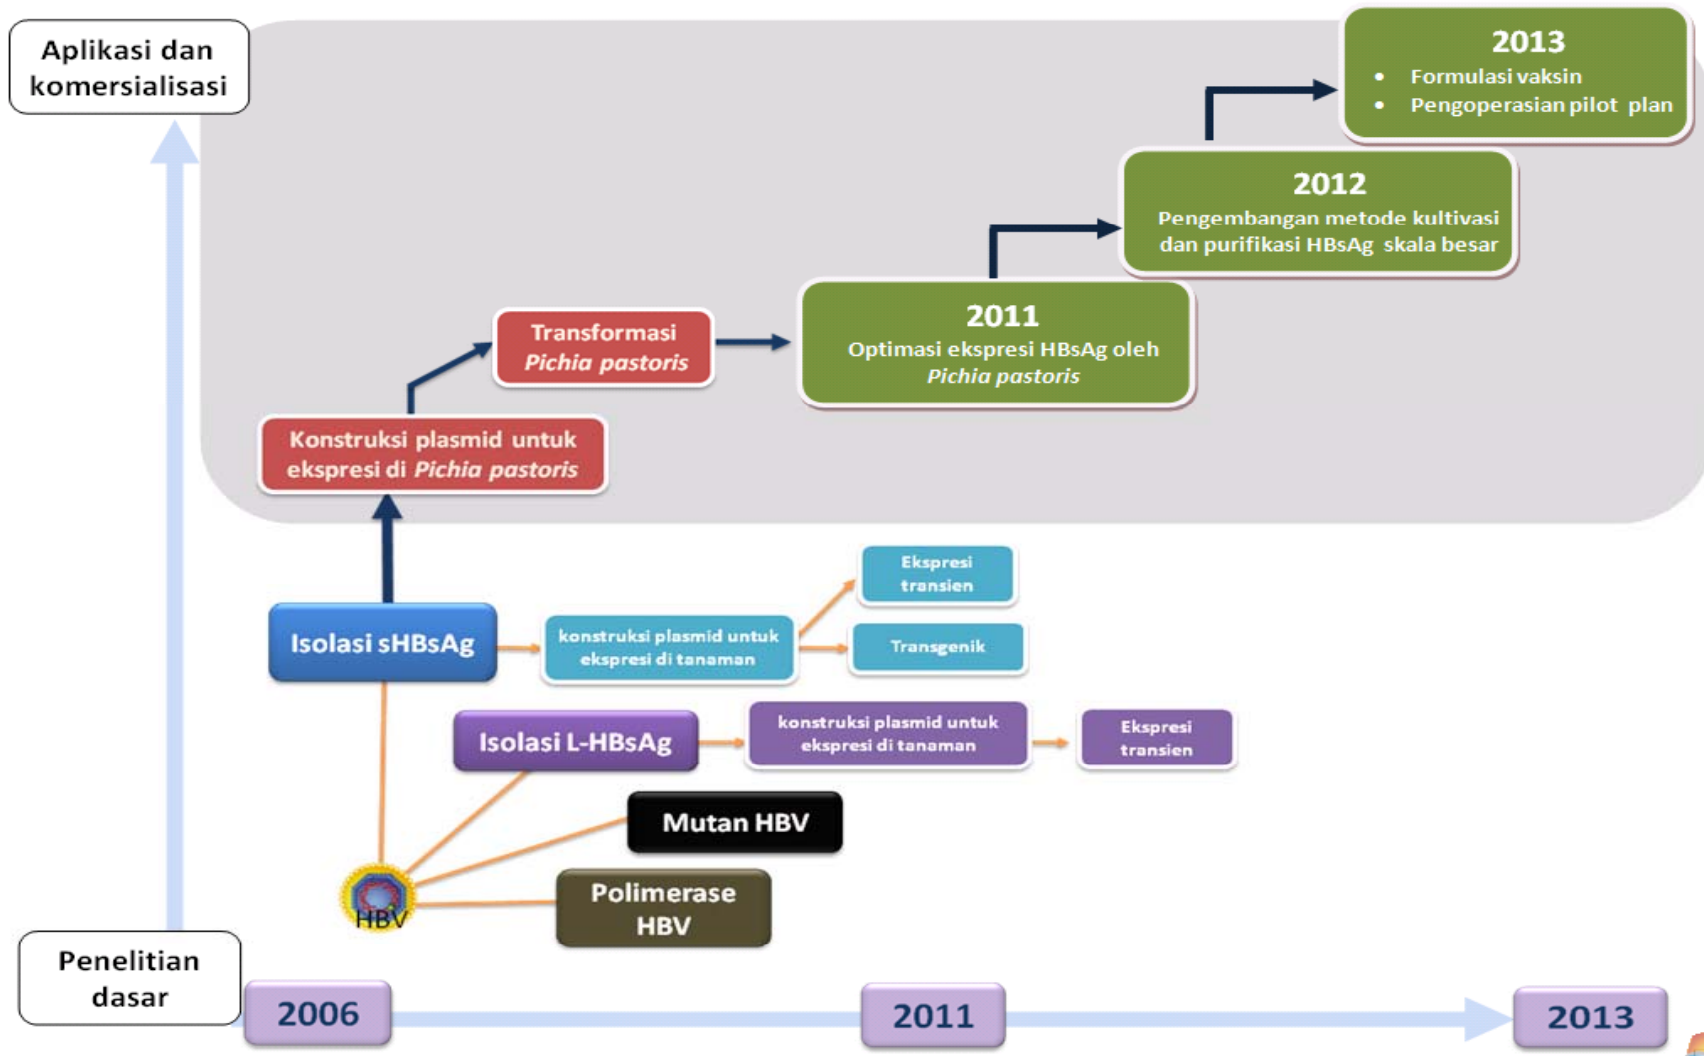 Aplikasi dan
komersialisasi
2013
• Formulasi vaksin
• Pengoperasian pilot plan
2012
Pengembangan metode kultivasi
dan purifikasi HBsAg skala besar
2011
Optimasi ekspresi HBsAg oleh
Pichia pastoris
Transformasi
Pichia pastoris
Konstruksi plasmid untuk
ekspresi di Pichia pastoris
Ekspresi
transien
Isolasi sHBsAg
konstruksi plasmid untuk
ekspresi di tanaman
Transgenik
Isolasi L-HBsAg
konstruksi plasmid untuk
ekspresi di tanaman
Ekspresi
transien
Mutan HBV
Polimerase
HBV
HBV
Penelitian
dasar
2006
2011
2013